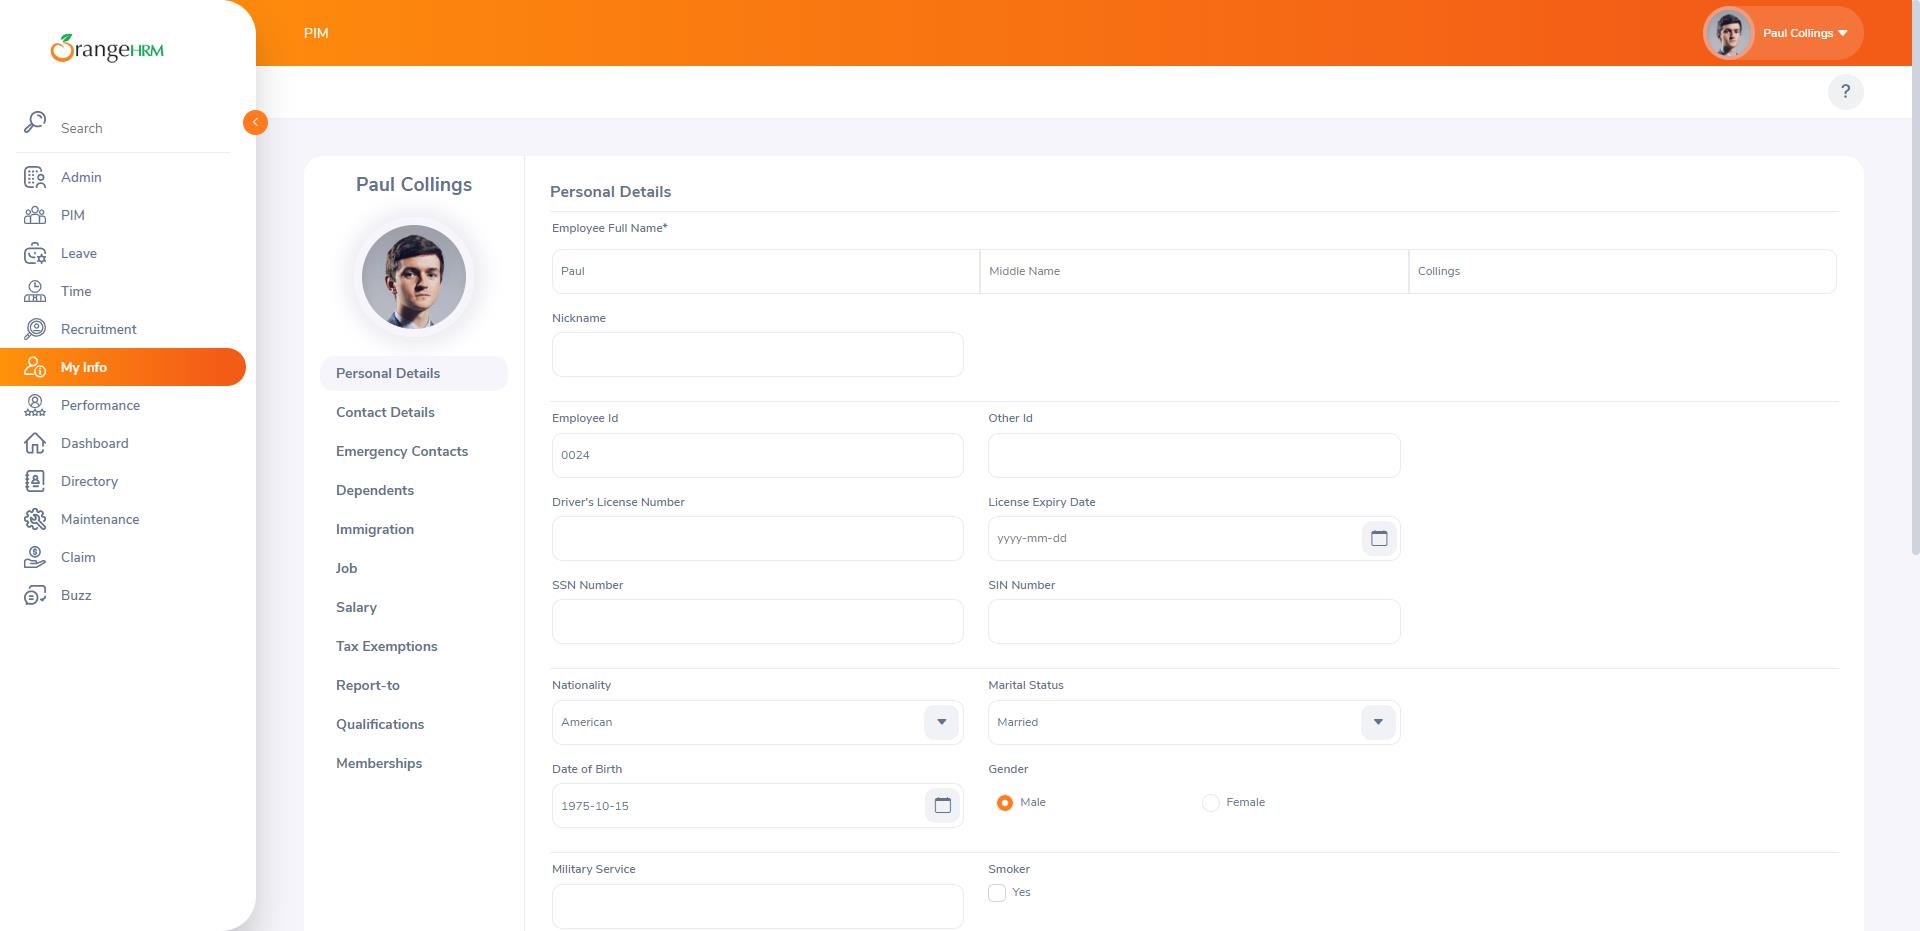 PIM
Paul Collings
OrangeHRM
?
Search
Admin
PIM
Leave
Time
Recruitment
My Info
Performance
Dashboard
Directory
Maintenance
Claim
Buzz
Paul Collings
Personal Details
Contact Details
Emergency Contacts
Dependents
Immigration
Job
Salary
Tax Exemptions
Report-to
Qualifications
Memberships
Personal Details
Employee Full Name*
Paul Middle Name Collings
Nickname
Employee Id Other Id
0024
Driver's License Number License Expiry Date
yyyy-mm-dd
SSN Number SIN Number
Nationality Marital Status
American Married
Date of Birth Gender
1975-10-15 Male Female
Military Service Smoker
Yes